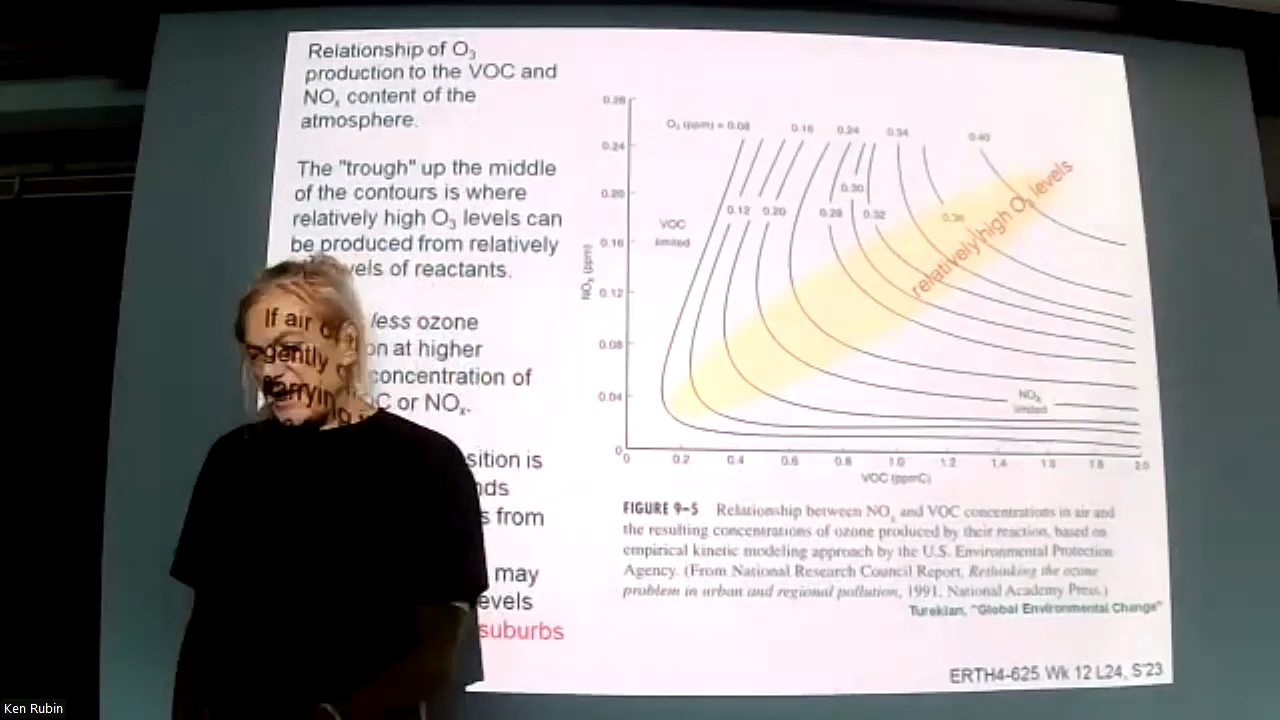 Relationship of O₃
production to the VOC and
NOₓ content of the
atmosphere.
The "trough" up the middle
of the contours is where
relatively high O₃ levels can
be produced from relatively
vels of reactants.
If air less ozone
gently on at higher
carrying concentration of
C or NOₓ.
sition is
nds
s from
may
evels
suburbs
0.28
O₃ (ppm) = 0.08 0.16 0.24 0.34 0.40
0.24
0.30
0.20
0.12 0.20 0.28 0.32 0.36
VOC
limited
0.16
NOₓ (ppm)
relatively high O₃ levels
0.12
0.08
0.04
NOₓ
limited
0
0 0.2 0.4 0.6 0.8 1.0 1.2 1.4 1.6 1.8 2.0
VOC (ppmC)
FIGURE 9–5 Relationship between NOₓ and VOC concentrations in air and
the resulting concentrations of ozone produced by their reaction, based on
empirical kinetic modeling approach by the U.S. Environmental Protection
Agency. (From National Research Council Report, Rethinking the ozone
problem in urban and regional pollution, 1991, National Academy Press.)
Turekian, "Global Environmental Change"
ERTH4-625 Wk 12 L24, S'23
Ken Rubin